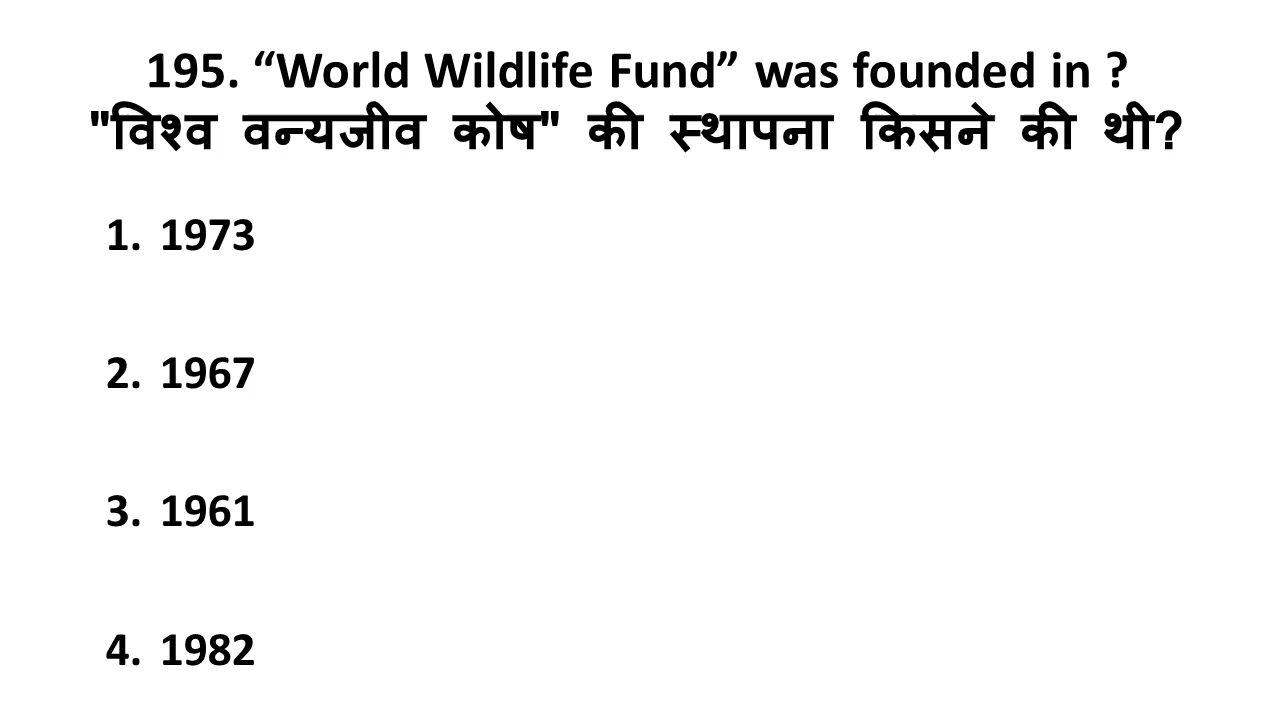 195. “World Wildlife Fund” was founded in ?
"विश्व वन्यजीव कोष" की स्थापना किसने की थी?
1. 1973
2. 1967
3. 1961
4. 1982